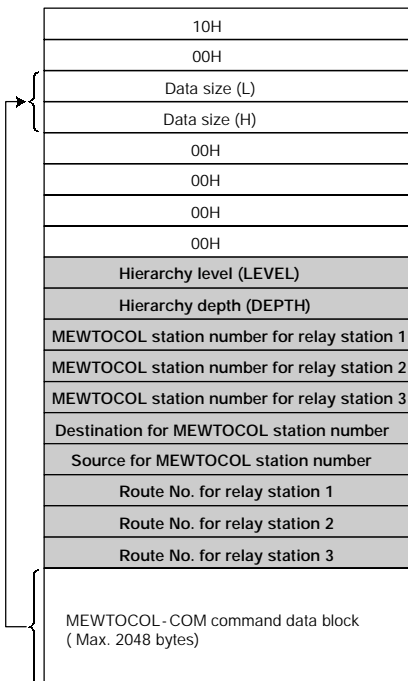 10H
00H
Data size (L)
Data size (H)
00H
00H
00H
00H
Hierarchy level (LEVEL)
Hierarchy depth (DEPTH)
MEWTOCOL station number for relay station 1
MEWTOCOL station number for relay station 2
MEWTOCOL station number for relay station 3
Destination for MEWTOCOL station number
Source for MEWTOCOL station number
Route No. for relay station 1
Route No. for relay station 2
Route No. for relay station 3
MEWTOCOL-COM command data block
( Max. 2048 bytes)